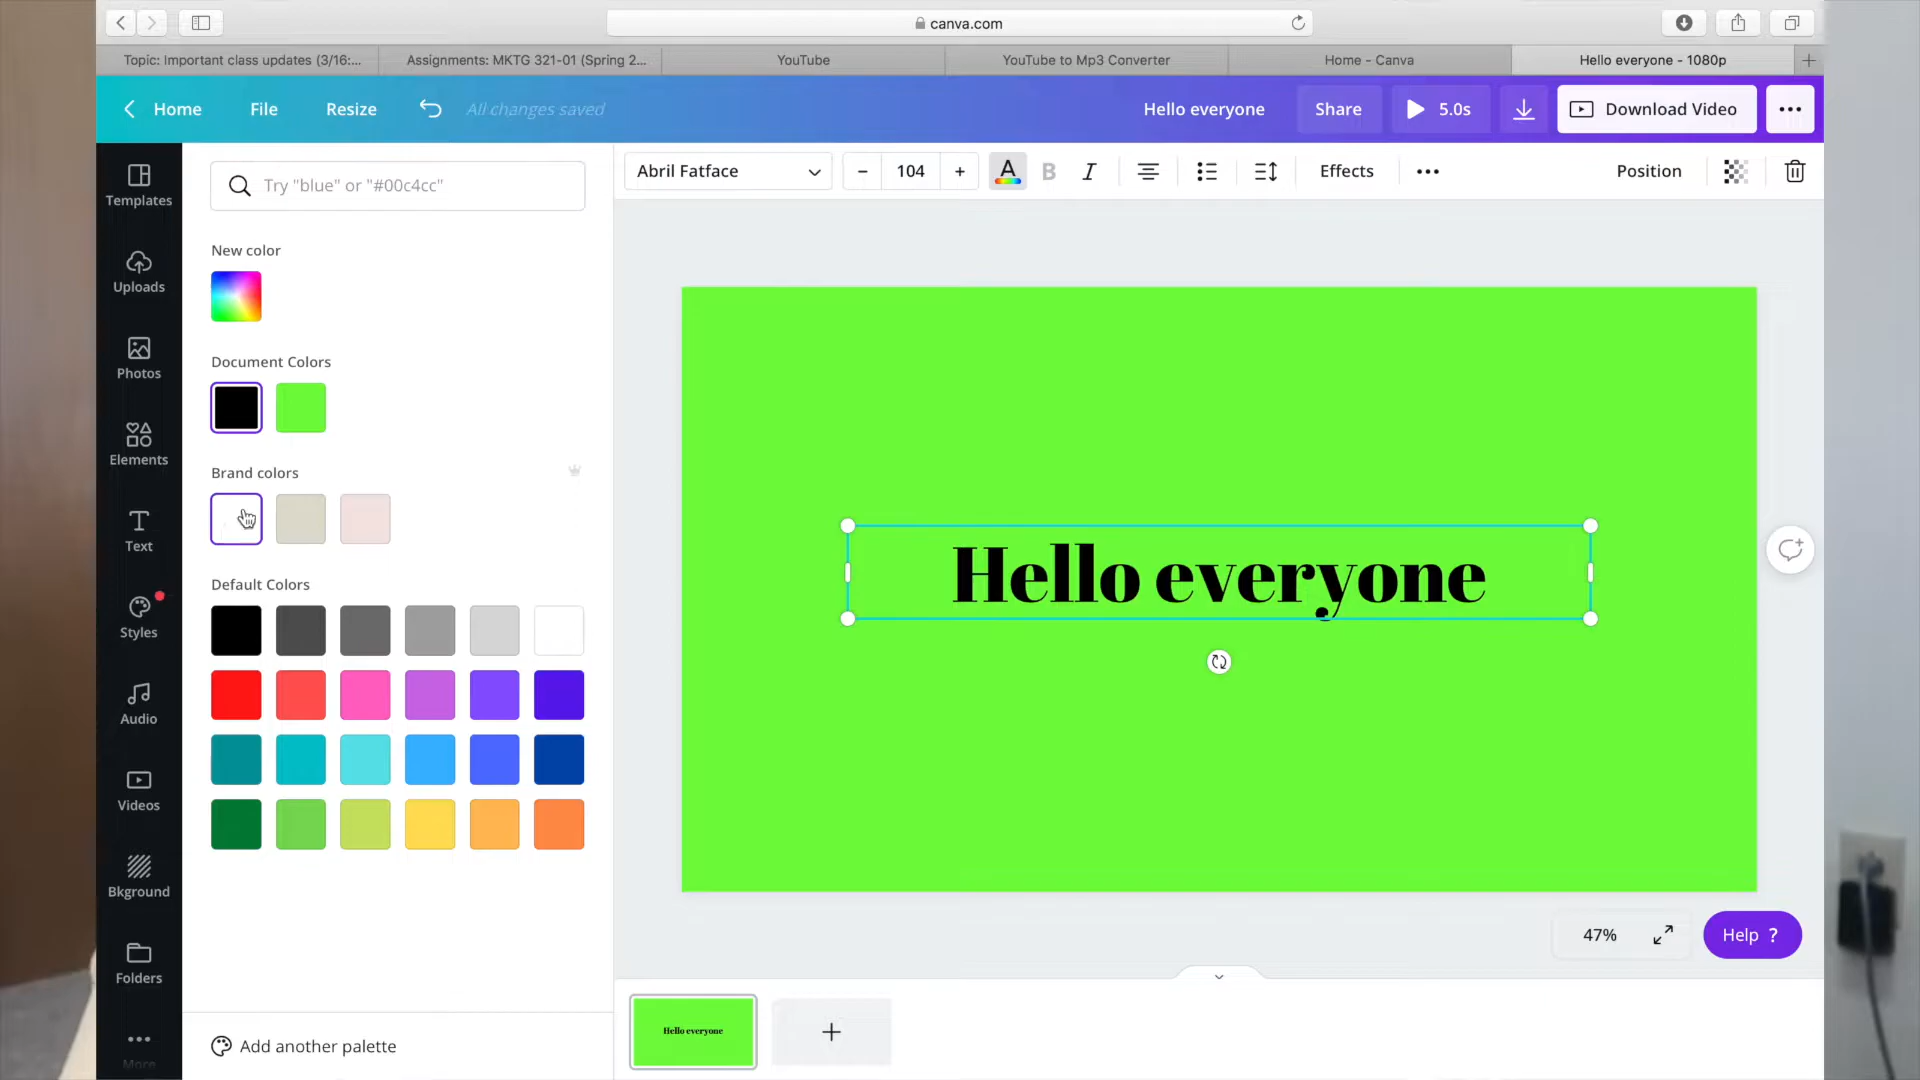 canva.com
Topic: Important class updates (3/16:...
Assignments: MKTG 321-01 (Spring 2...
YouTube
YouTube to Mp3 Converter
Home - Canva
Hello everyone - 1080p
Home
File
Resize
All changes saved
Hello everyone
Share
5.0s
Download Video
Templates
Uploads
Photos
Elements
Text
Styles
Audio
Videos
Bkground
Folders
More
Try "blue" or "#00c4cc"
New color
Document Colors
Brand colors
Default Colors
Add another palette
Abril Fatface
104
A
B
I
Effects
Position
Hello everyone
47%
Help ?
Hello everyone